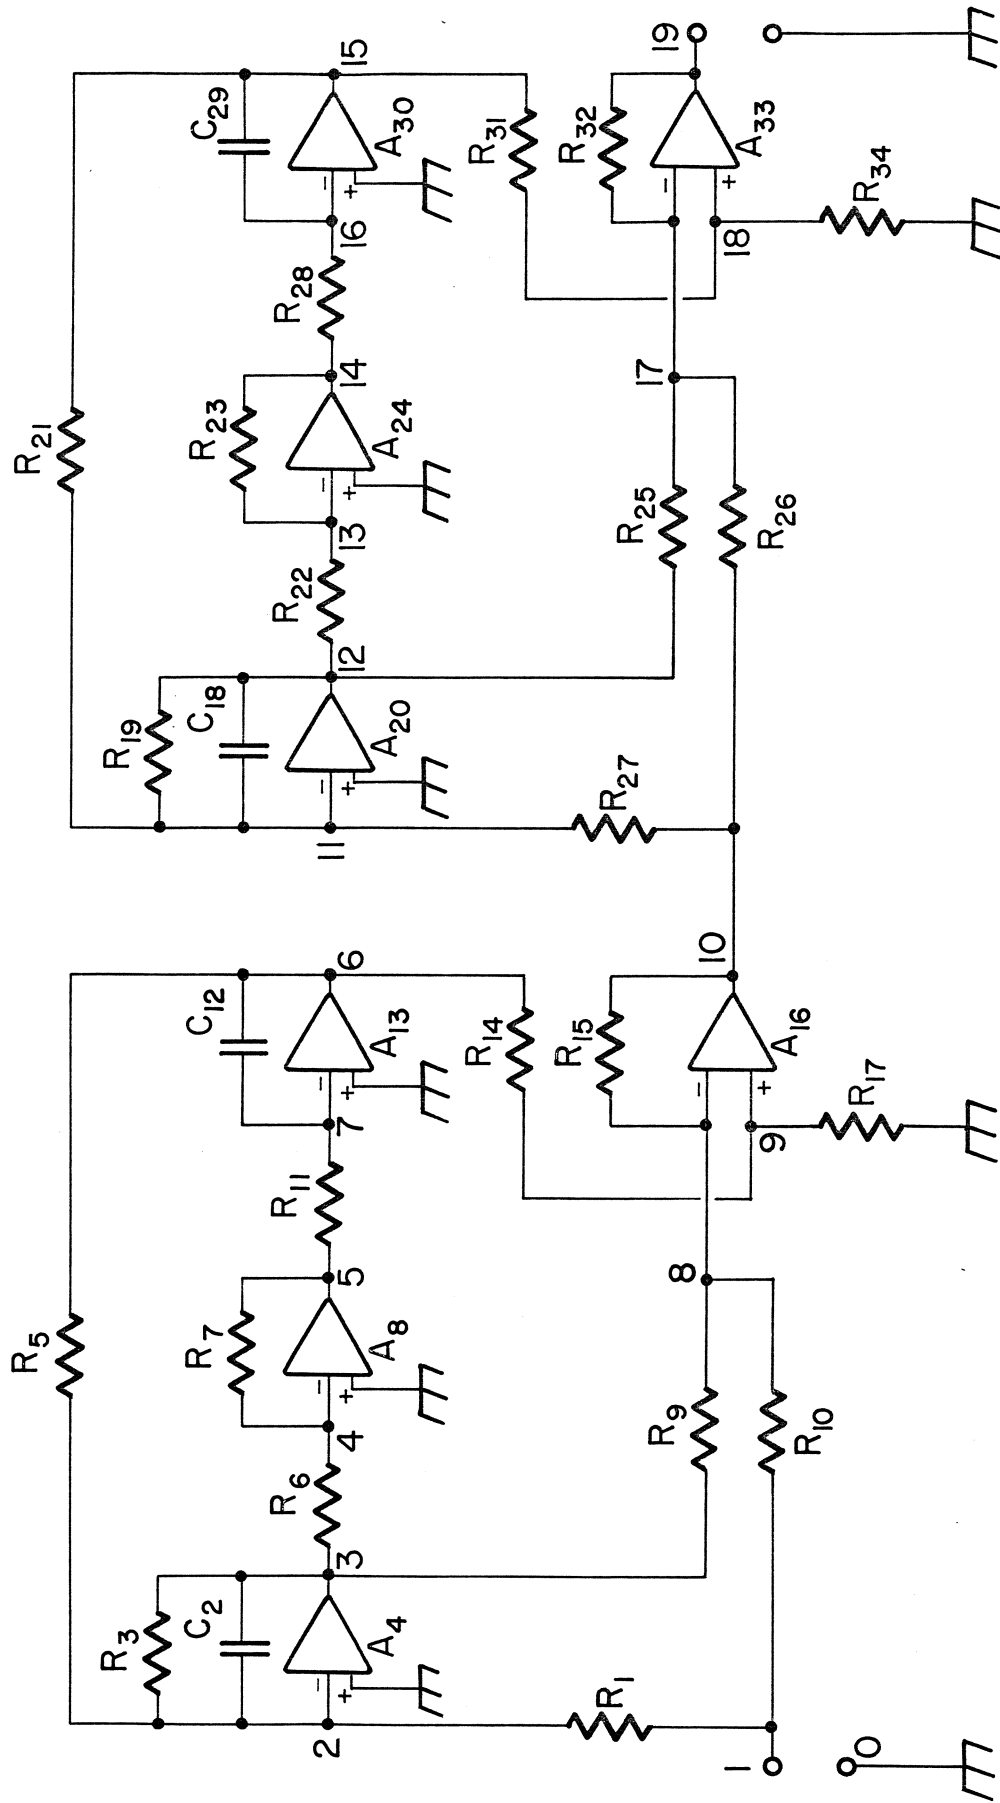 R5
R21
R3
C2
R7
C12
R19
C18
R23
C29
2
3
4
5
7
6
11
12
13
14
16
15
- +
- +
- +
- +
- +
- +
A4
R6
A8
R11
A13
A20
R22
A24
R28
A30
R1
R14
R27
R31
R9
R15
R25
R32
8
10
17
19
1
R10
- +
A16
R26
- +
A33
9
18
0
R17
R34